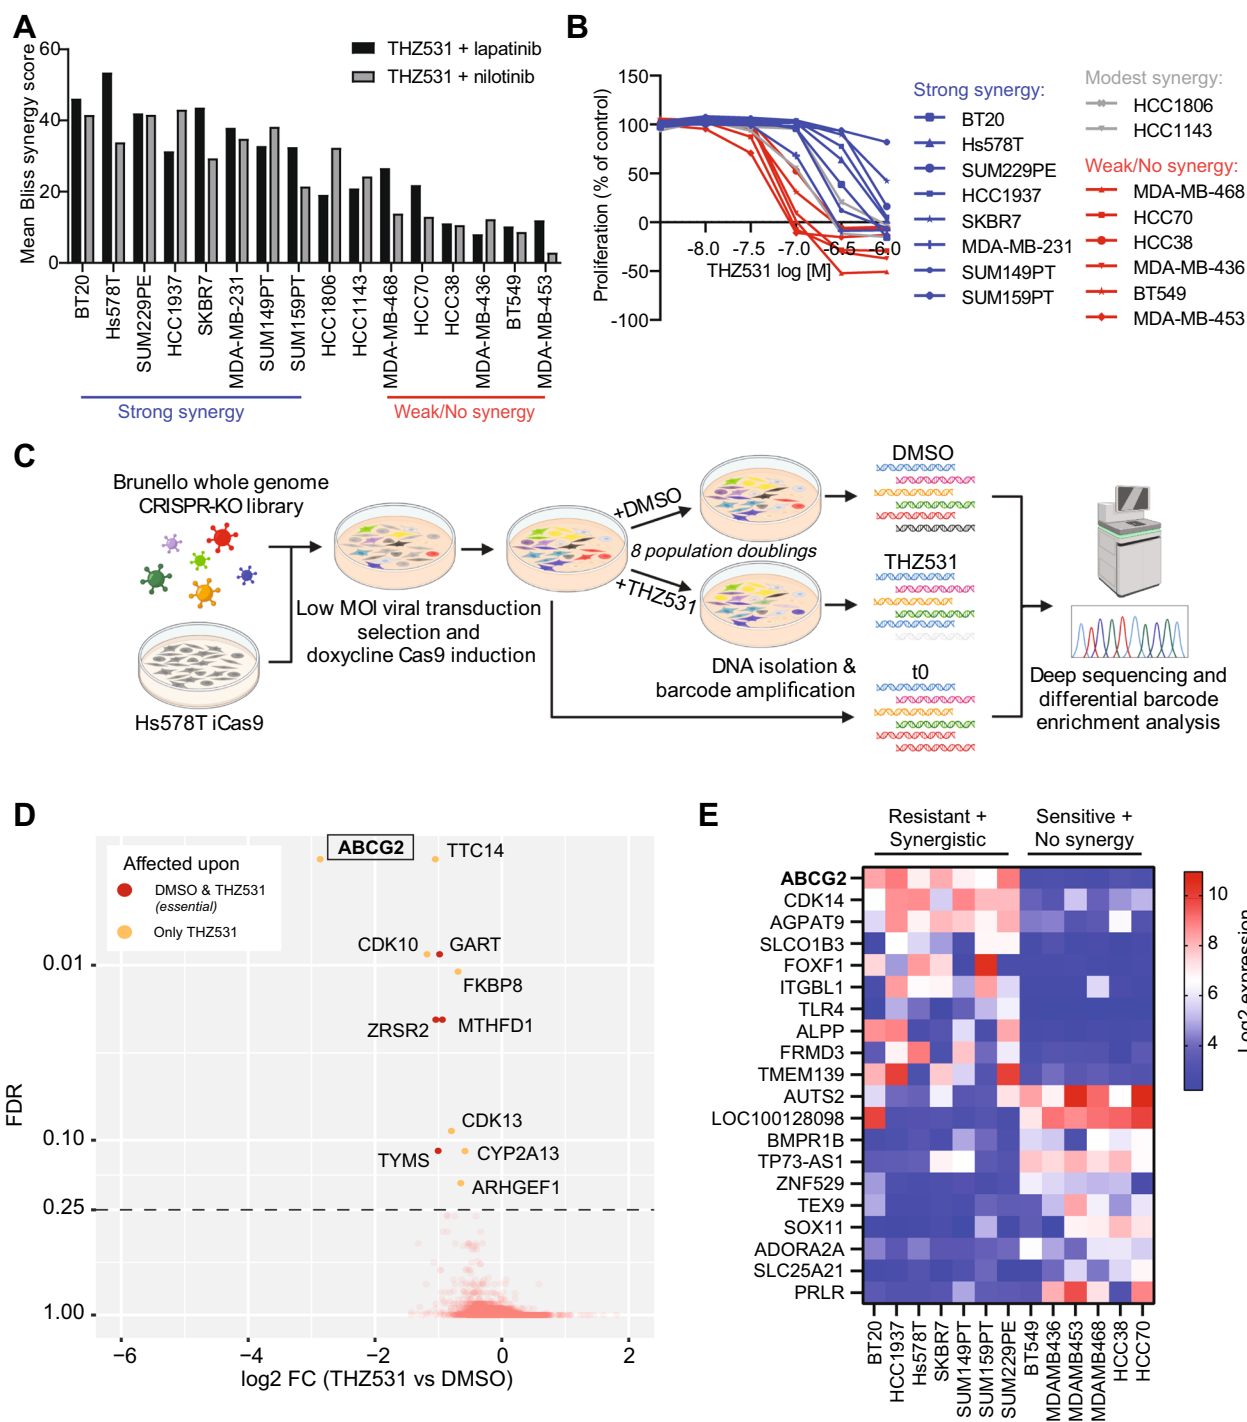 A
Mean Bliss synergy score
60
40
20
0
THZ531 + lapatinib
THZ531 + nilotinib
BT20
Hs578T
SUM229PE
HCC1937
SKBR7
MDA-MB-231
SUM149PT
SUM159PT
HCC1806
HCC1143
MDA-MB-468
HCC70
HCC38
MDA-MB-436
BT549
MDA-MB-453
Strong synergy
Weak/No synergy
B
Proliferation (% of control)
150
100
50
0
-50
-100
-8.0
-7.5
-7.0
-6.5
-6.0
THZ531 log [M]
Strong synergy:
BT20
Hs578T
SUM229PE
HCC1937
SKBR7
MDA-MB-231
SUM149PT
SUM159PT
Modest synergy:
HCC1806
HCC1143
Weak/No synergy:
MDA-MB-468
HCC70
HCC38
MDA-MB-436
BT549
MDA-MB-453
C
Brunello whole genome
CRISPR-KO library
Hs578T iCas9
Low MOI viral transduction
selection and
doxycline Cas9 induction
+DMSO
8 population doublings
+THZ531
DNA isolation &
barcode amplification
DMSO
THZ531
t0
Deep sequencing and
differential barcode
enrichment analysis
D
Affected upon
DMSO & THZ531
(essential)
Only THZ531
ABCG2
TTC14
CDK10
GART
FKBP8
ZRSR2
MTHFD1
CDK13
TYMS
CYP2A13
ARHGEF1
FDR
0.01
0.10
0.25
1.00
−6
−4
−2
0
2
log2 FC (THZ531 vs DMSO)
E
Resistant +
Synergistic
Sensitive +
No synergy
ABCG2
CDK14
AGPAT9
SLCO1B3
FOXF1
ITGBL1
TLR4
ALPP
FRMD3
TMEM139
AUTS2
LOC100128098
BMPR1B
TP73-AS1
ZNF529
TEX9
SOX11
ADORA2A
SLC25A21
PRLR
BT20
HCC1937
Hs578T
SKBR7
SUM149PT
SUM159PT
SUM229PE
BT549
MDAMB436
MDAMB453
MDAMB468
HCC38
HCC70
10
8
6
4
Log2 expression